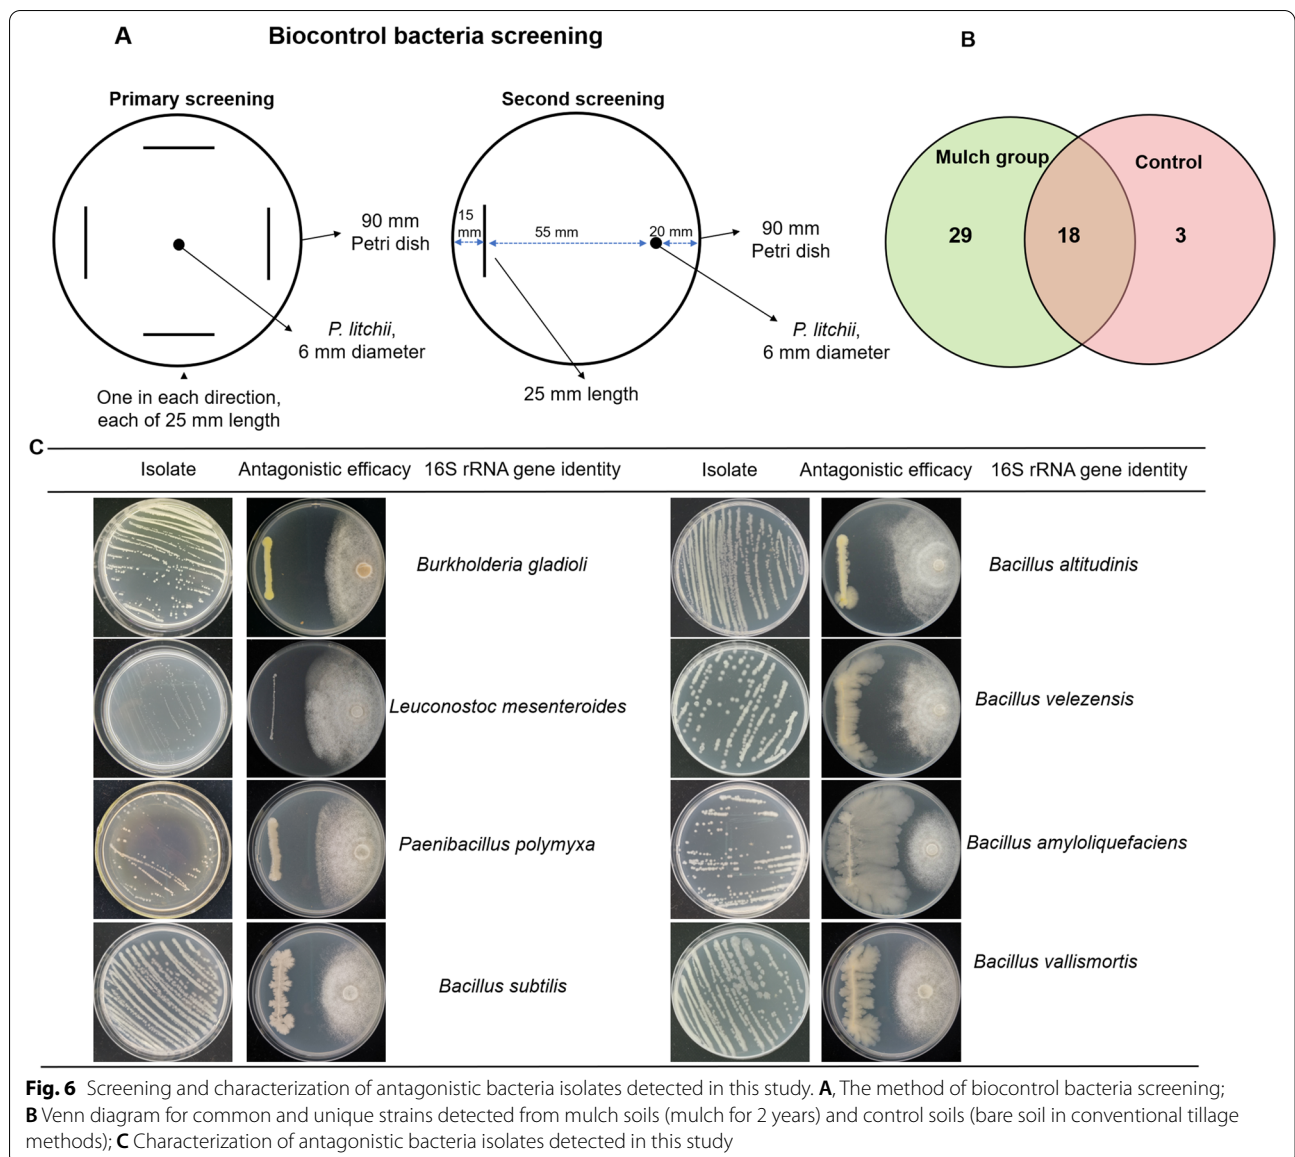 A
Biocontrol bacteria screening
B
Primary screening
Second screening
90 mm
Petri dish
P. litchii,
6 mm diameter
One in each direction,
each of 25 mm length
15
mm
55 mm
20 mm
90 mm
Petri dish
P. litchii,
6 mm diameter
25 mm length
Mulch group
Control
29
18
3
C
Isolate Antagonistic efficacy 16S rRNA gene identity Isolate Antagonistic efficacy 16S rRNA gene identity
Burkholderia gladioli
Bacillus altitudinis
Leuconostoc mesenteroides
Bacillus velezensis
Paenibacillus polymyxa
Bacillus amyloliquefaciens
Bacillus subtilis
Bacillus vallismortis
Fig. 6 Screening and characterization of antagonistic bacteria isolates detected in this study. A, The method of biocontrol bacteria screening;
B Venn diagram for common and unique strains detected from mulch soils (mulch for 2 years) and control soils (bare soil in conventional tillage
methods); C Characterization of antagonistic bacteria isolates detected in this study